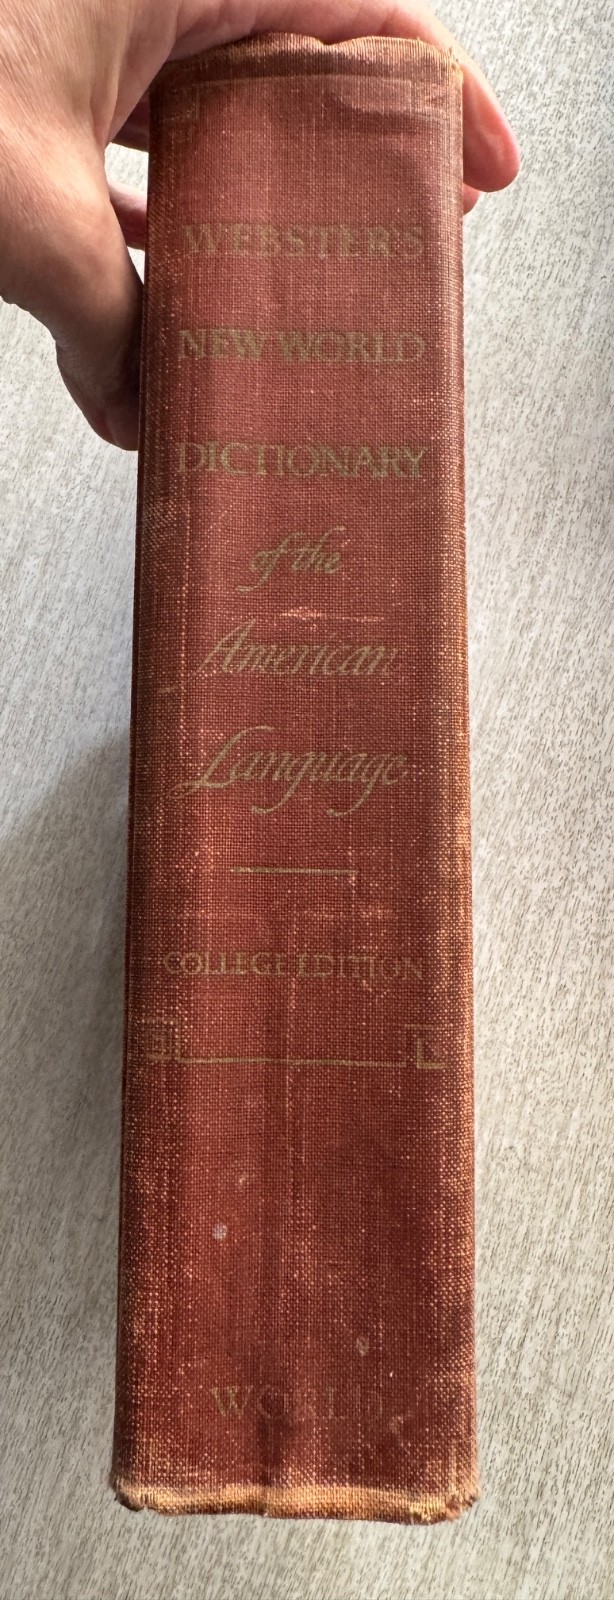 WEBSTER'S
NEW WORLD
DICTIONARY
of the
American
Language
COLLEGE EDITION
WORLD